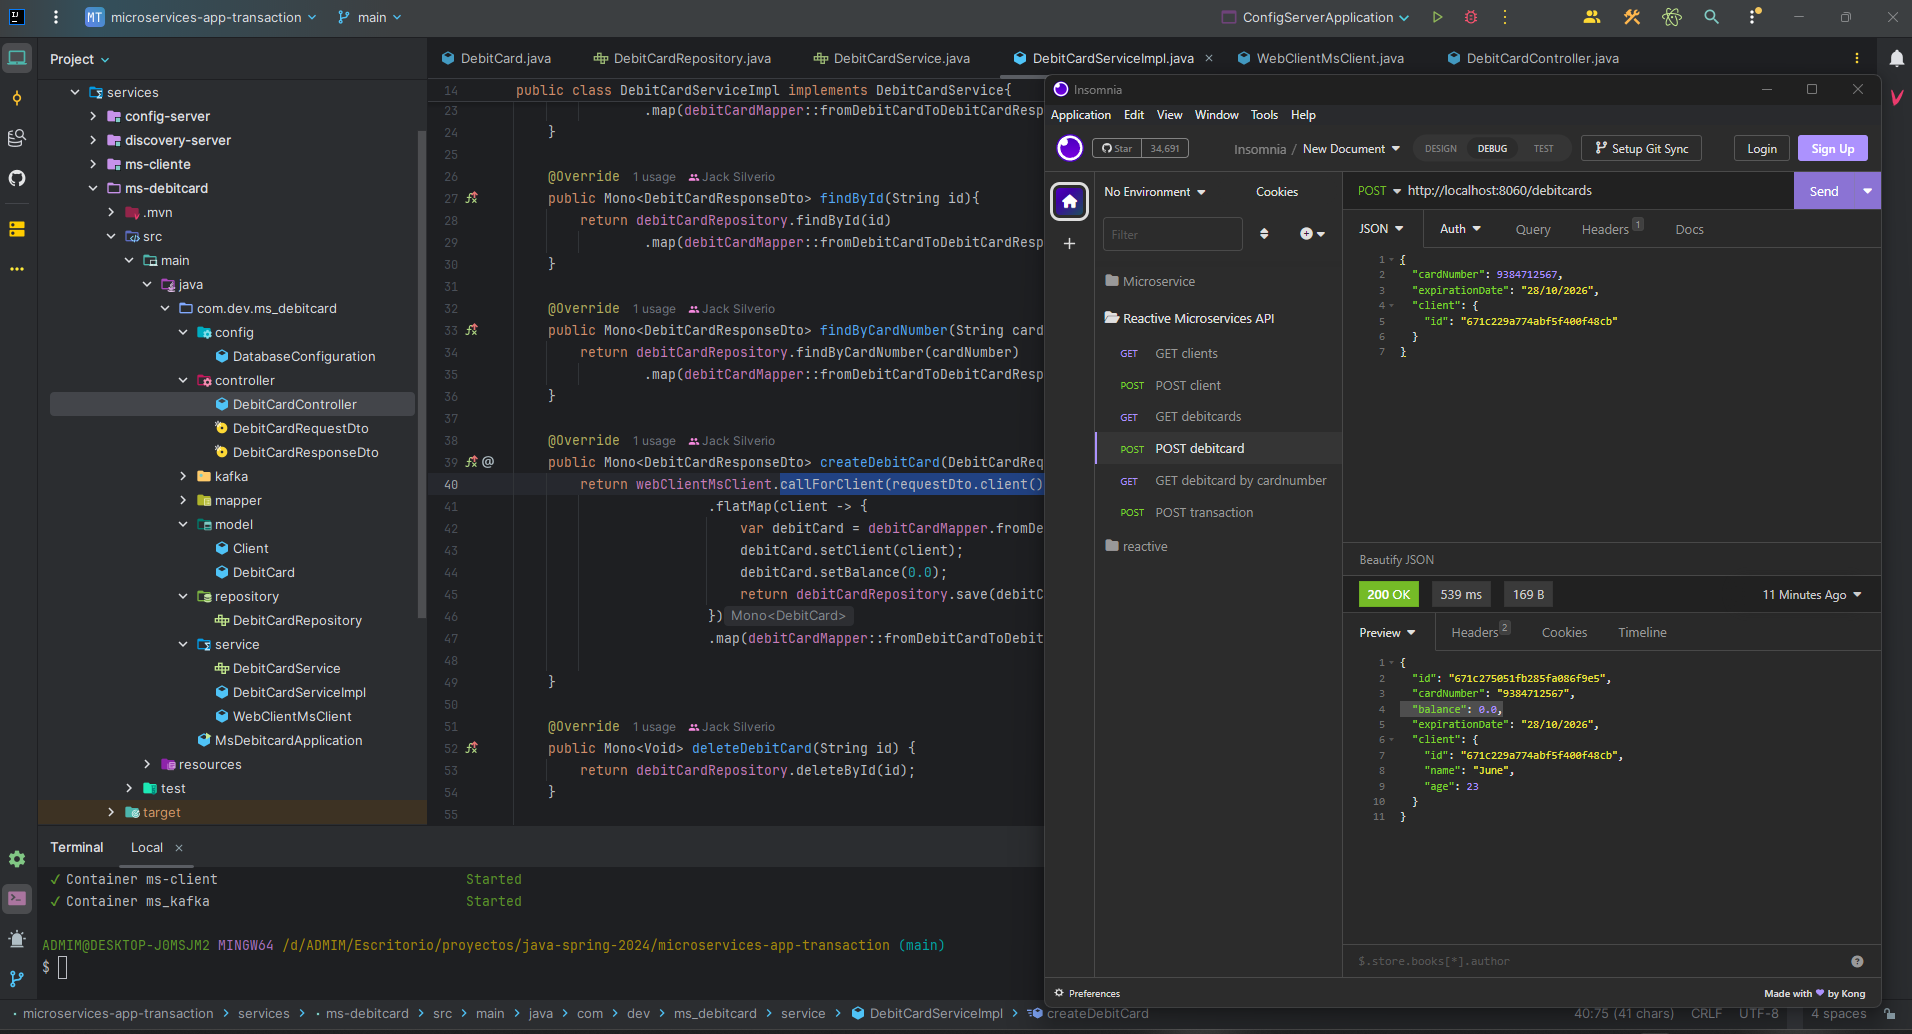 MT microservices-app-transaction main ConfigServerApplication
Project
services
config-server
discovery-server
ms-cliente
ms-debitcard
.mvn
src
main
java
com.dev.ms_debitcard
config
DatabaseConfiguration
controller
DebitCardController
DebitCardRequestDto
DebitCardResponseDto
kafka
mapper
model
Client
DebitCard
repository
DebitCardRepository
service
DebitCardService
DebitCardServiceImpl
WebClientMsClient
MsDebitcardApplication
resources
test
target
DebitCard.java DebitCardRepository.java DebitCardService.java DebitCardServiceImpl.java WebClientMsClient.java DebitCardController.java
14 public class DebitCardServiceImpl implements DebitCardService{
23 .map(debitCardMapper::fromDebitCardToDebitCardResp
24 }
25
26 @Override 1 usage Jack Silverio
27 public Mono<DebitCardResponseDto> findById(String id){
28 return debitCardRepository.findById(id)
29 .map(debitCardMapper::fromDebitCardToDebitCardResp
30 }
31
32 @Override 1 usage Jack Silverio
33 public Mono<DebitCardResponseDto> findByCardNumber(String card
34 return debitCardRepository.findByCardNumber(cardNumber)
35 .map(debitCardMapper::fromDebitCardToDebitCardResp
36 }
37
38 @Override 1 usage Jack Silverio
39 public Mono<DebitCardResponseDto> createDebitCard(DebitCardReq
40 return webClientMsClient.callForClient(requestDto.client()
41 .flatMap(client -> {
42 var debitCard = debitCardMapper.fromDe
43 debitCard.setClient(client);
44 debitCard.setBalance(0.0);
45 return debitCardRepository.save(debitC
46 }) Mono<DebitCard>
47 .map(debitCardMapper::fromDebitCardToDebit
48
49 }
50
51 @Override 1 usage Jack Silverio
52 public Mono<Void> deleteDebitCard(String id) {
53 return debitCardRepository.deleteById(id);
54 }
55
Insomnia
Application Edit View Window Tools Help
Star 34,691 Insomnia / New Document DESIGN DEBUG TEST Setup Git Sync Login Sign Up
No Environment Cookies
Filter
Microservice
Reactive Microservices API
GET GET clients
POST POST client
GET GET debitcards
POST POST debitcard
GET GET debitcard by cardnumber
POST POST transaction
reactive
POST http://localhost:8060/debitcards Send
JSON Auth Query Headers 1 Docs
1 {
2 "cardNumber": 9384712567,
3 "expirationDate": "28/10/2026",
4 "client": {
5 "id": "671c229a774abf5f400f48cb"
6 }
7 }
Beautify JSON
200 OK 539 ms 169 B 11 Minutes Ago
Preview Headers 2 Cookies Timeline
1 {
2 "id": "671c275051fb285fa086f9e5",
3 "cardNumber": "9384712567",
4 "balance": 0.0,
5 "expirationDate": "28/10/2026",
6 "client": {
7 "id": "671c229a774abf5f400f48cb",
8 "name": "June",
9 "age": 23
10 }
11 }
$.store.books[*].author
Preferences Made with by Kong
Terminal Local
✓ Container ms-client Started
✓ Container ms_kafka Started
ADMIM@DESKTOP-J0MSJM2 MINGW64 /d/ADMIM/Escritorio/proyectos/java-spring-2024/microservices-app-transaction (main)
$
microservices-app-transaction > services > ms-debitcard > src > main > java > com > dev > ms_debitcard > service > DebitCardServiceImpl > createDebitCard 40:75 (41 chars) CRLF UTF-8 4 spaces